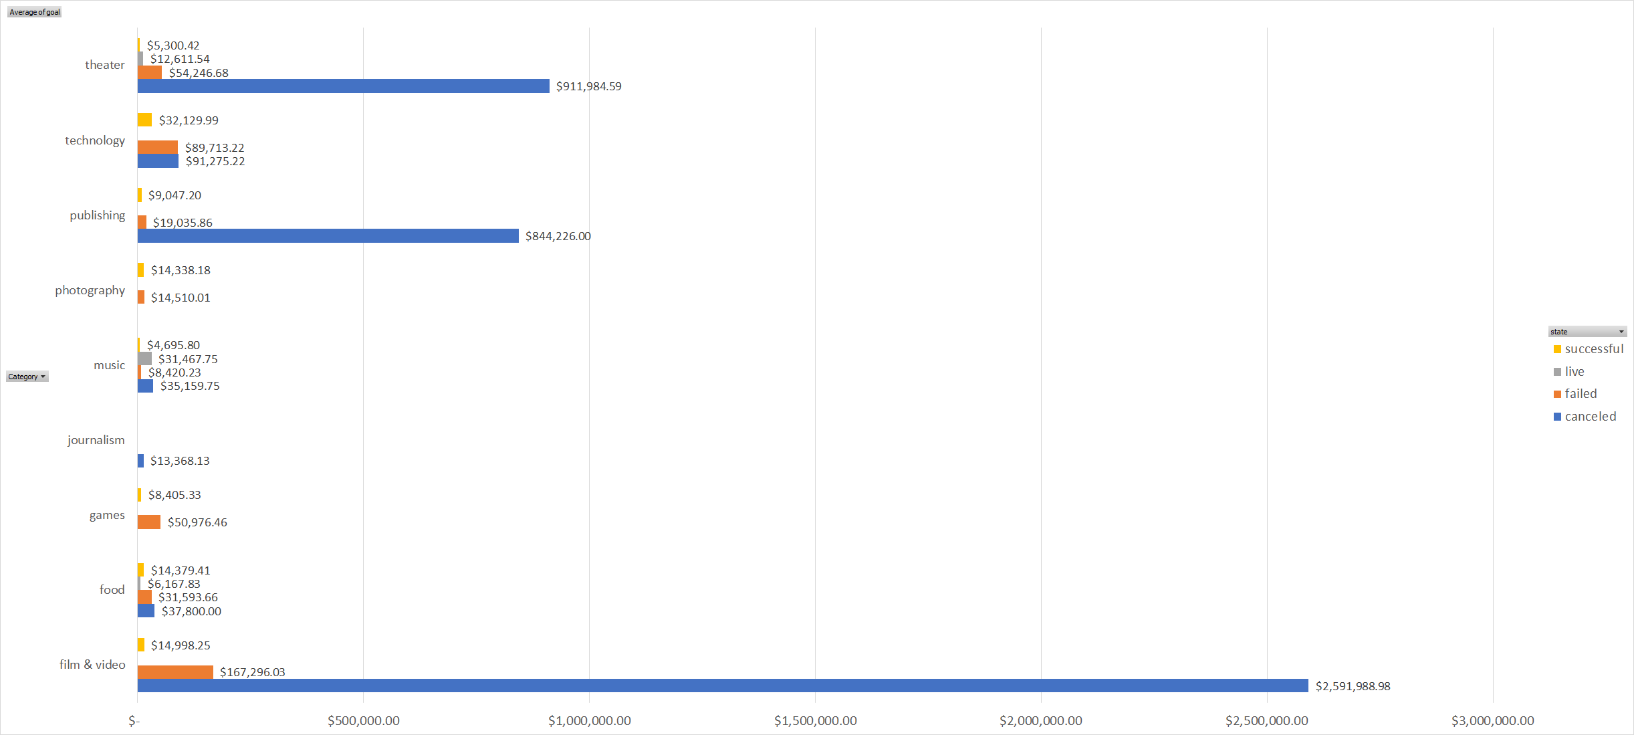 Average of goal
theater
$5,300.42
$12,611.54
$54,246.68
$911,984.59
technology
$32,129.99
$89,713.22
$91,275.22
publishing
$9,047.20
$19,035.86
$844,226.00
photography
$14,338.18
$14,510.01
music
$4,695.80
$31,467.75
$8,420.23
$35,159.75
Category
journalism
$13,368.13
games
$8,405.33
$50,976.46
food
$14,379.41
$6,167.83
$31,593.66
$37,800.00
film & video
$14,998.25
$167,296.03
$2,591,988.98
$- $500,000.00 $1,000,000.00 $1,500,000.00 $2,000,000.00 $2,500,000.00 $3,000,000.00
state
successful
live
failed
canceled